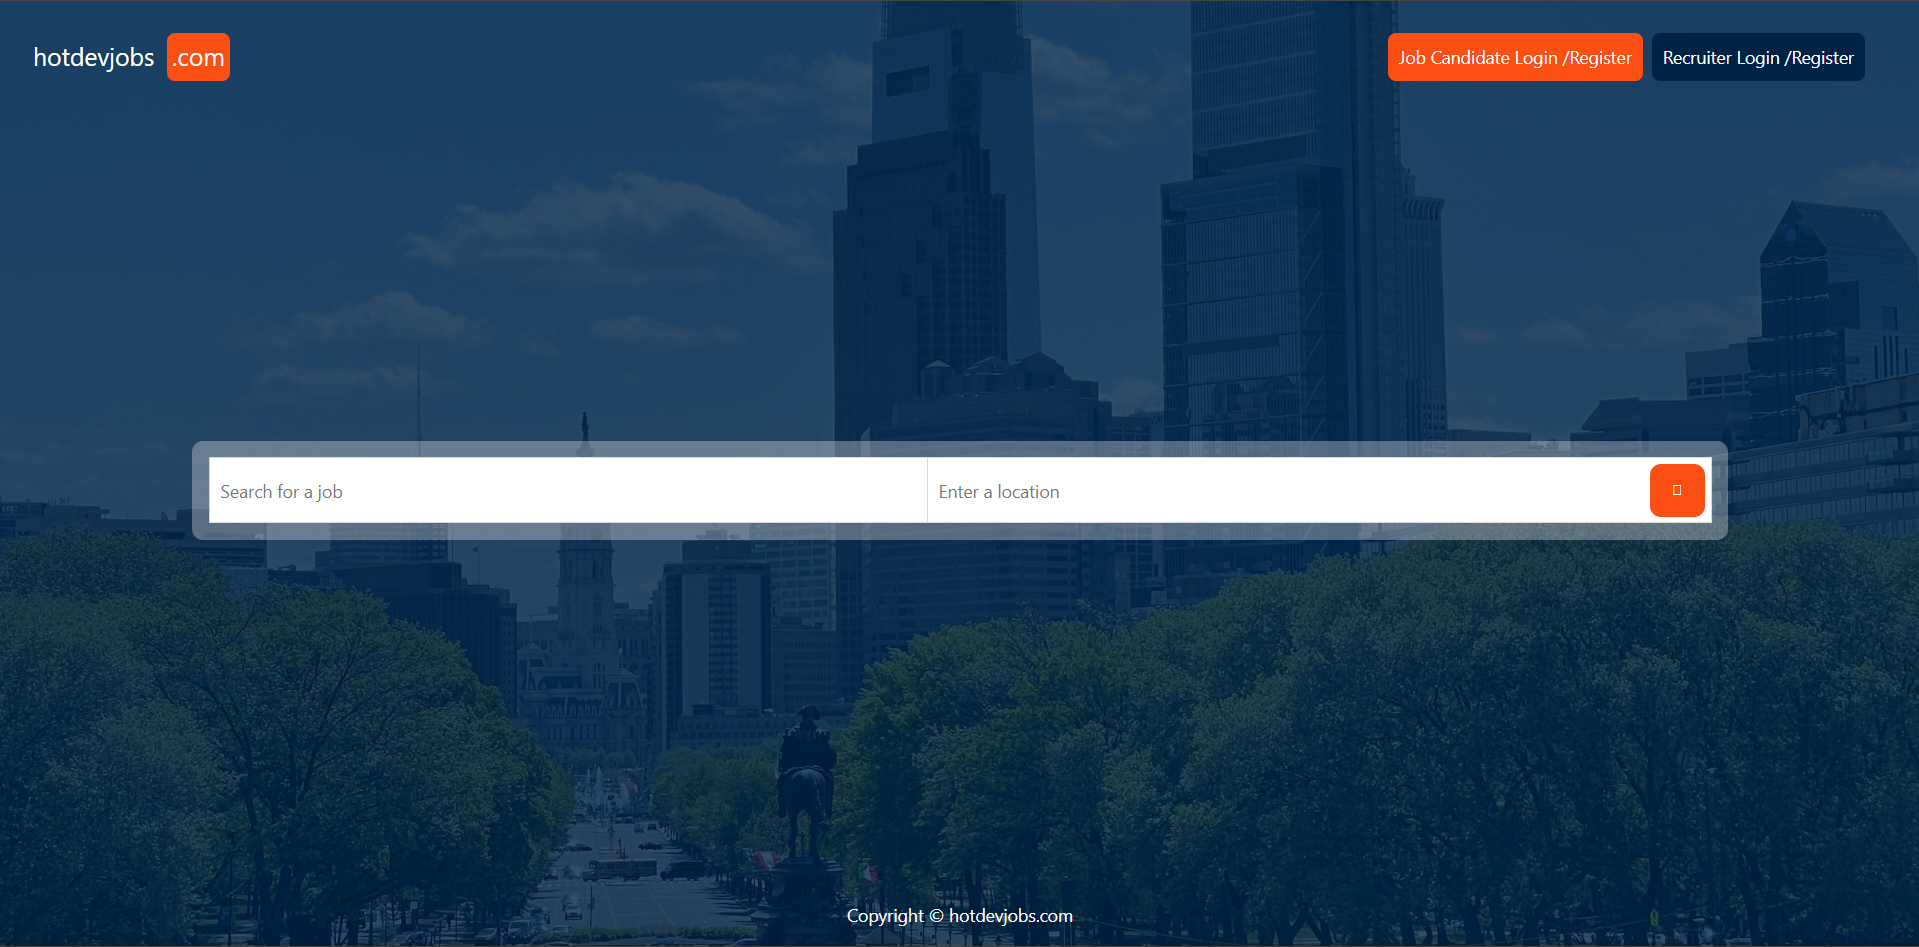 hotdevjobs .com
Job Candidate Login /Register
Recruiter Login /Register
Search for a job
Enter a location
Copyright © hotdevjobs.com